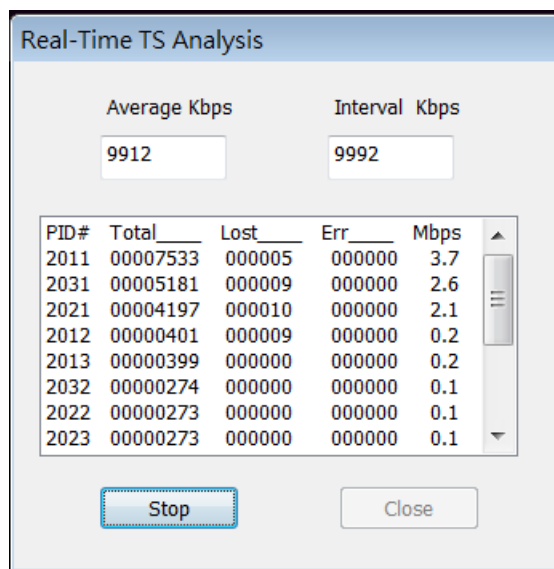 Real-Time TS Analysis
Average Kbps Interval Kbps
9912 9992
PID# Total____ Lost____ Err____ Mbps
2011 00007533 000005 000000 3.7
2031 00005181 000009 000000 2.6
2021 00004197 000010 000000 2.1
2012 00000401 000009 000000 0.2
2013 00000399 000000 000000 0.2
2032 00000274 000000 000000 0.1
2022 00000273 000000 000000 0.1
2023 00000273 000000 000000 0.1
Stop Close